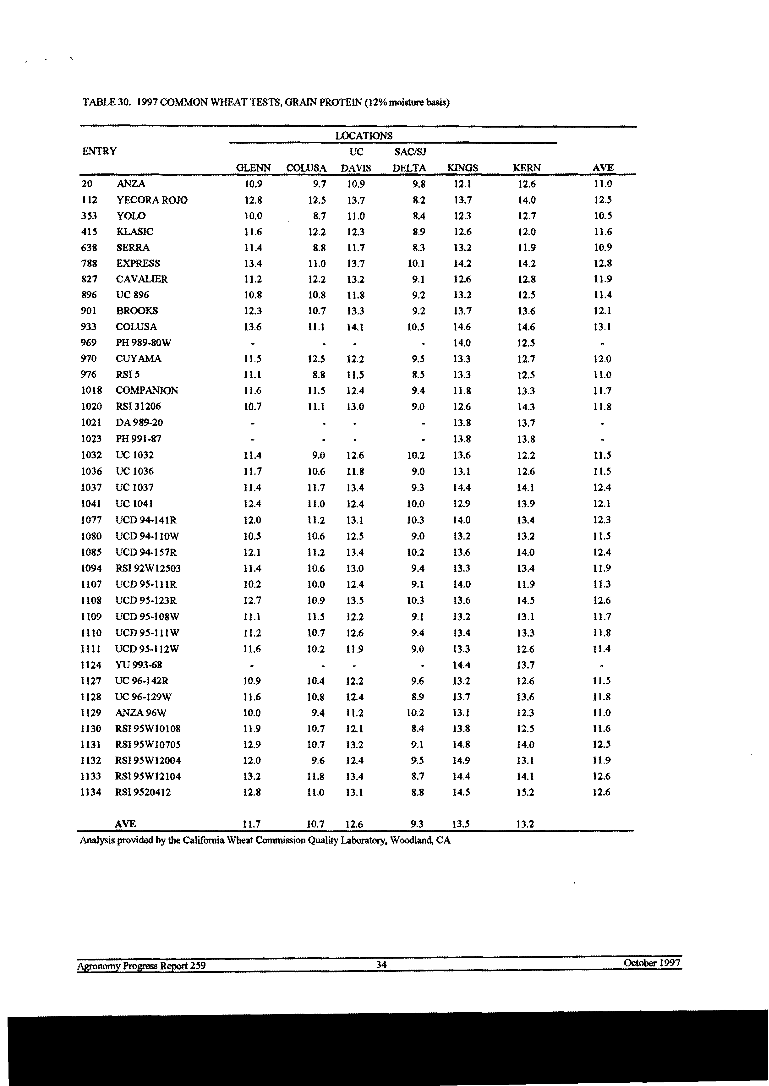 TABLE 30. 1997 COMMON WHEAT TESTS, GRAIN PROTEIN (12% moisture basis)
LOCATIONS
ENTRY UC SAC/SJ
GLENN COLUSA DAVIS DELTA KINGS KERN AVE
20 ANZA 10.9 9.7 10.9 9.8 12.1 12.6 11.0
112 YECORA ROJO 12.8 12.5 13.7 8.2 13.7 14.0 12.5
353 YOLO 10.0 8.7 11.0 8.4 12.3 12.7 10.5
415 KLASIC 11.6 12.2 12.3 8.9 12.6 12.0 11.6
638 SERRA 11.4 8.8 11.7 8.3 13.2 11.9 10.9
788 EXPRESS 13.4 11.0 13.7 10.1 14.2 14.2 12.8
827 CAVALIER 11.2 12.2 13.2 9.1 12.6 12.8 11.9
896 UC 896 10.8 10.8 11.8 9.2 13.2 12.5 11.4
901 BROOKS 12.3 10.7 13.3 9.2 13.7 13.6 12.1
933 COLUSA 13.6 11.1 14.1 10.5 14.6 14.6 13.1
969 PH 989-80W - - - - 14.0 12.5 -
970 CUYAMA 11.5 12.5 12.2 9.5 13.3 12.7 12.0
976 RSI 5 11.1 8.8 11.5 8.5 13.3 12.5 11.0
1018 COMPANION 11.6 11.5 12.4 9.4 11.8 13.3 11.7
1020 RSI 31206 10.7 11.1 13.0 9.0 12.6 14.3 11.8
1021 DA 989-20 - - - - 13.8 13.7 -
1023 PH 991-87 - - - - 13.8 13.8 -
1032 UC 1032 11.4 9.0 12.6 10.2 13.6 12.2 11.5
1036 UC 1036 11.7 10.6 11.8 9.0 13.1 12.6 11.5
1037 UC 1037 11.4 11.7 13.4 9.3 14.4 14.1 12.4
1041 UC 1041 12.4 11.0 12.4 10.0 12.9 13.9 12.1
1077 UCD 94-141R 12.0 11.2 13.1 10.3 14.0 13.4 12.3
1080 UCD 94-110W 10.5 10.6 12.5 9.0 13.2 13.2 11.5
1085 UCD 94-157R 12.1 11.2 13.4 10.2 13.6 14.0 12.4
1094 RSI 92W12503 11.4 10.6 13.0 9.4 13.3 13.4 11.9
1107 UCD 95-111R 10.2 10.0 12.4 9.1 14.0 11.9 11.3
1108 UCD 95-123R 12.7 10.9 13.5 10.3 13.6 14.5 12.6
1109 UCD 95-108W 11.1 11.5 12.2 9.1 13.2 13.1 11.7
1110 UCD 95-111W 11.2 10.7 12.6 9.4 13.4 13.3 11.8
1111 UCD 95-112W 11.6 10.2 11.9 9.0 13.3 12.6 11.4
1124 YU 993-68 - - - - 14.4 13.7 -
1127 UC 96-142R 10.9 10.4 12.2 9.6 13.2 12.6 11.5
1128 UC 96-129W 11.6 10.8 12.4 8.9 13.7 13.6 11.8
1129 ANZA 96W 10.0 9.4 11.2 10.2 13.1 12.3 11.0
1130 RSI 95W10108 11.9 10.7 12.1 8.4 13.8 12.5 11.6
1131 RSI 95W10705 12.9 10.7 13.2 9.1 14.8 14.0 12.5
1132 RSI 95W12004 12.0 9.6 12.4 9.5 14.9 13.1 11.9
1133 RSI 95W12104 13.2 11.8 13.4 8.7 14.4 14.1 12.6
1134 RSI 9520412 12.8 11.0 13.1 8.8 14.5 15.2 12.6
AVE 11.7 10.7 12.6 9.3 13.5 13.2
Analysis provided by the California Wheat Commission Quality Laboratory, Woodland, CA
Agronomy Progress Report 259 34 October 1997